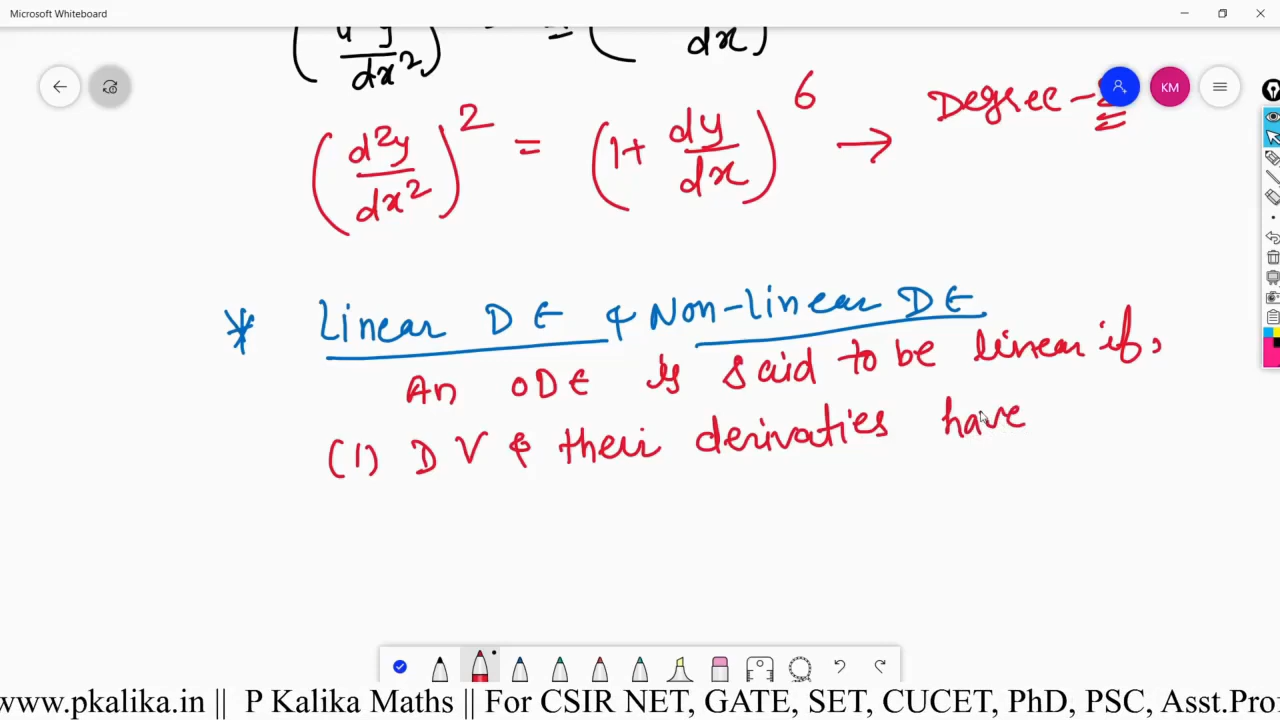 Microsoft Whiteboard
dx²
dx
(d²y/dx²)² = (1+ dy/dx)⁶ → Degree -
KM
* Linear DE & Non-linear DE
An ODE is said to be linear if,
(1) DV & their derivaties have
www.pkalika.in || P Kalika Maths || For CSIR NET, GATE, SET, CUCET, PhD, PSC, Asst.Pro